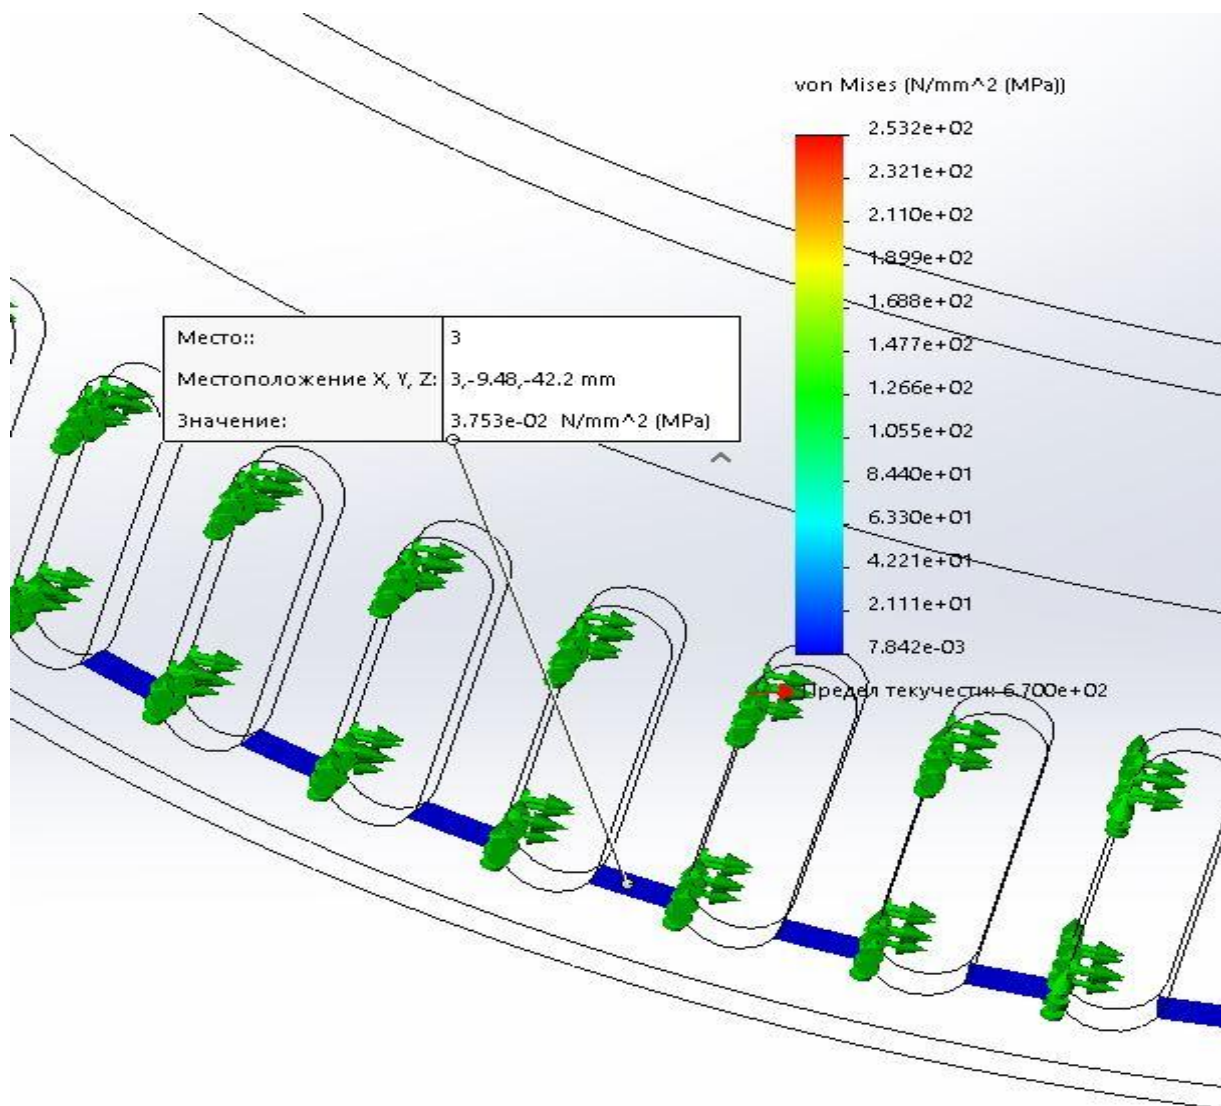 von Mises (N/mm^2 (MPa))
2.532e+02
2.321e+02
2.110e+02
1.899e+02
1.688e+02
1.477e+02
1.266e+02
1.055e+02
8.440e+01
6.330e+01
4.221e+01
2.111e+01
7.842e-03
Предел текучести: 6.700e+02
Место:: 3
Местоположение X, Y, Z: 3,-9.48,-42.2 mm
Значение: 3.753e-02 N/mm^2 (MPa)